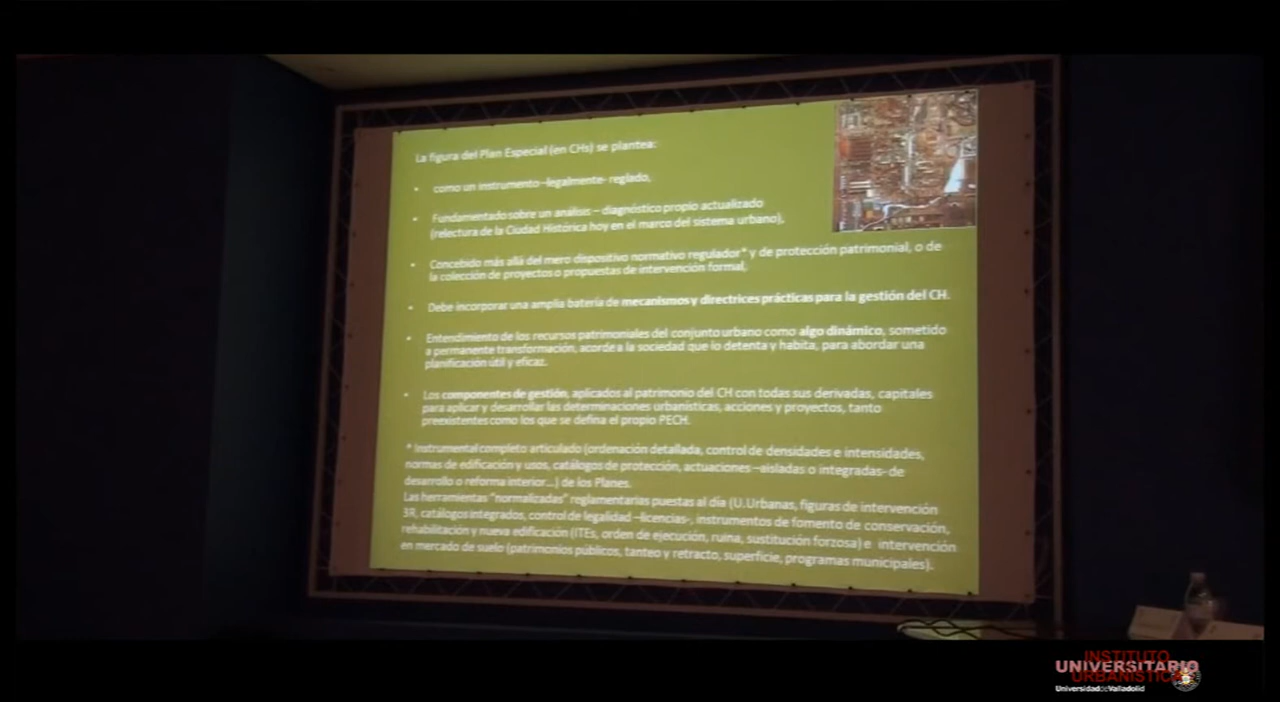 La figura del Plan Especial (en CHs) se plantea:
• como un instrumento –legalmente- reglado,
• Fundamentado sobre un análisis – diagnóstico propio actualizado
(relectura de la Ciudad Histórica hoy en el marco del sistema urbano),
• Concebido más allá del mero dispositivo normativo regulador* y de protección patrimonial, o de
la colección de proyectos o propuestas de intervención formal,
• Debe incorporar una amplia batería de mecanismos y directrices prácticas para la gestión del CH.
• Entendimiento de los recursos patrimoniales del conjunto urbano como algo dinámico, sometido
a permanente transformación, acorde a la sociedad que lo detenta y habita, para abordar una
planificación útil y eficaz.
• Los componentes de gestión, aplicados al patrimonio del CH con todas sus derivadas, capitales
para aplicar y desarrollar las determinaciones urbanísticas, acciones y proyectos, tanto
preexistentes como los que se defina el propio PECH.
* Instrumental completo articulado (ordenación detallada, control de densidades e intensidades,
normas de edificación y usos, catálogos de protección, actuaciones –aisladas o integradas- de
desarrollo o reforma interior...) de los Planes.
Las herramientas "normalizadas" reglamentarias puestas al día (U.Urbanas, figuras de intervención
3R, catálogos integrados, control de legalidad –licencias-, instrumentos de fomento de conservación,
rehabilitación y nueva edificación (ITEs, orden de ejecución, ruina, sustitución forzosa) e intervención
en mercado de suelo (patrimonios públicos, tanteo y retracto, superficie, programas municipales).
INSTITUTO
UNIVERSITARIO
URBANÍSTICA
Universidad de Valladolid